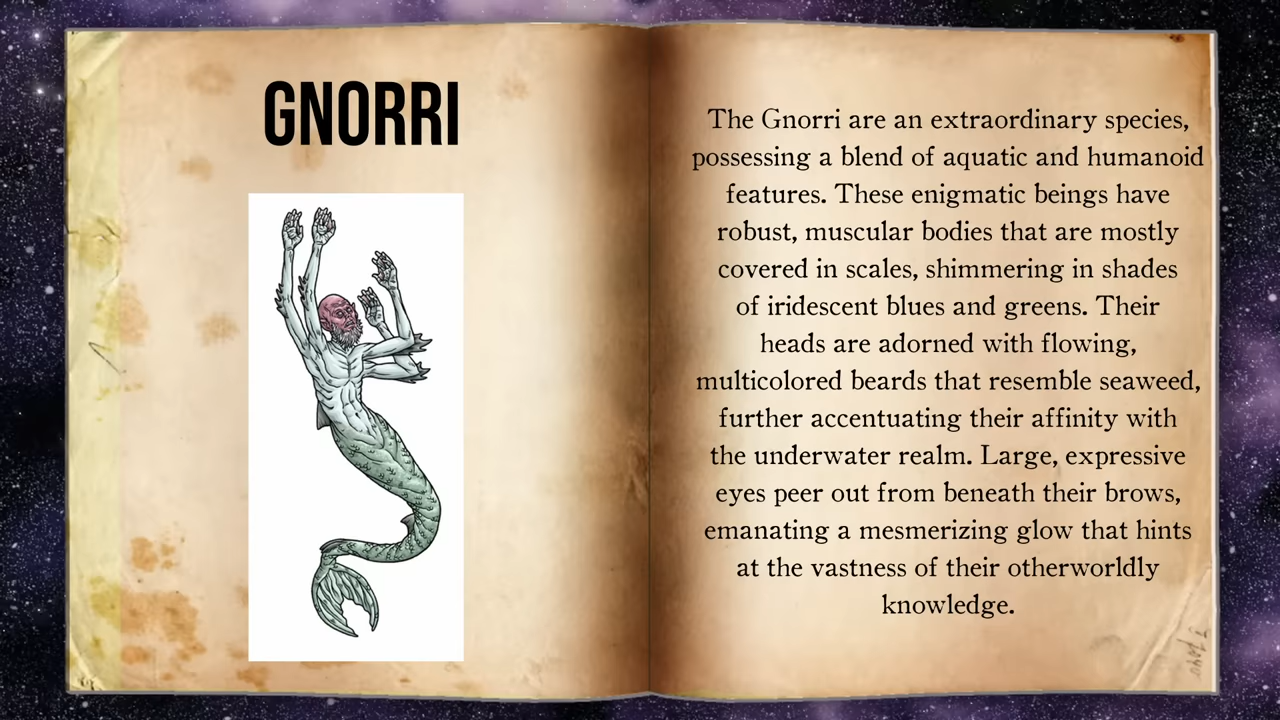 GNORRI
The Gnorri are an extraordinary species,
possessing a blend of aquatic and humanoid
features. These enigmatic beings have
robust, muscular bodies that are mostly
covered in scales, shimmering in shades
of iridescent blues and greens. Their
heads are adorned with flowing,
multicolored beards that resemble seaweed,
further accentuating their affinity with
the underwater realm. Large, expressive
eyes peer out from beneath their brows,
emanating a mesmerizing glow that hints
at the vastness of their otherworldly
knowledge.